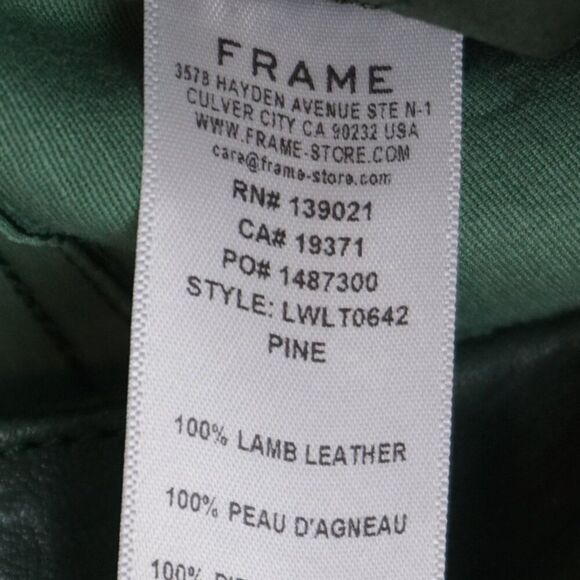 FRAME
3578 HAYDEN AVENUE STE N-1
CULVER CITY CA 90232 USA
WWW.FRAME-STORE.COM
care@frame-store.com
RN# 139021
CA# 19371
PO# 1487300
STYLE: LWLT0642
PINE
100% LAMB LEATHER
100% PEAU D'AGNEAU
100%